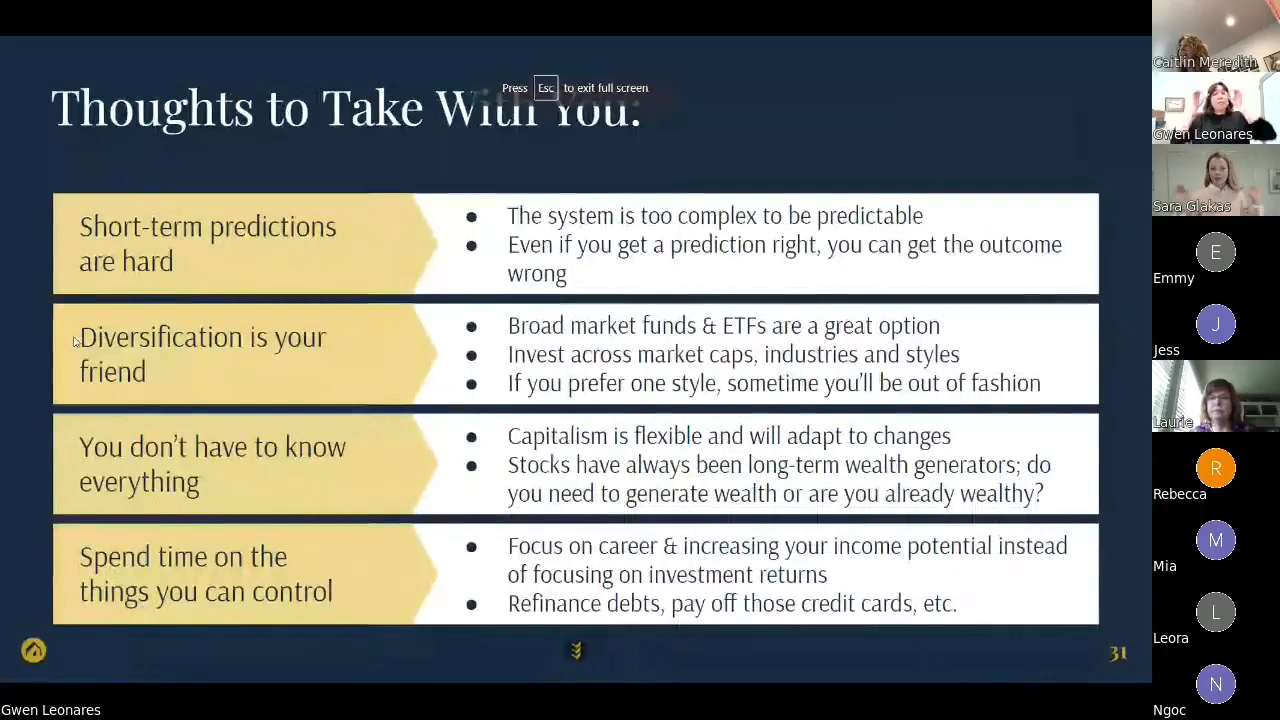 Press Esc to exit full screen
Thoughts to Take With You:
Short-term predictions
are hard
● The system is too complex to be predictable
● Even if you get a prediction right, you can get the outcome
wrong
Diversification is your
friend
● Broad market funds & ETFs are a great option
● Invest across market caps, industries and styles
● If you prefer one style, sometime you'll be out of fashion
You don't have to know
everything
● Capitalism is flexible and will adapt to changes
● Stocks have always been long-term wealth generators; do
you need to generate wealth or are you already wealthy?
Spend time on the
things you can control
● Focus on career & increasing your income potential instead
of focusing on investment returns
● Refinance debts, pay off those credit cards, etc.
31
Gwen Leonares
Caitlin Meredith
Gwen Leonares
Sara Glakas
E
Emmy
J
Jess
Laurie
R
Rebecca
M
Mia
L
Leora
N
Ngoc